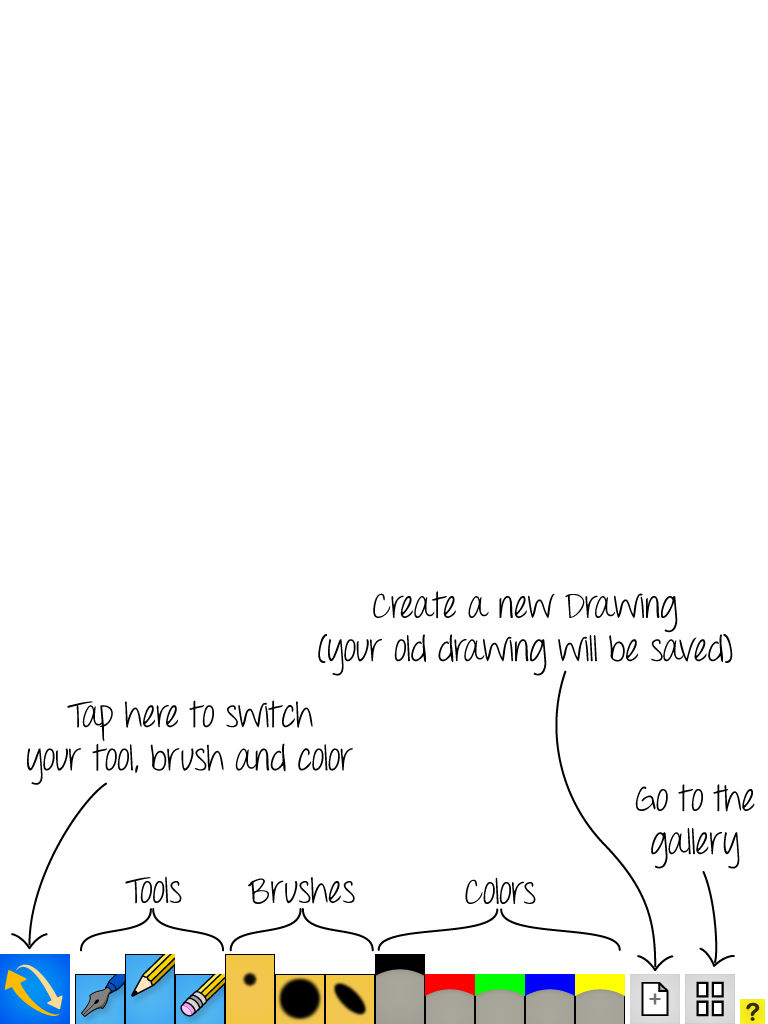 Create a new Drawing
(your old drawing will be saved)
Tap here to switch
your tool, brush and color
Go to the
gallery
Tools
Brushes
Colors
?